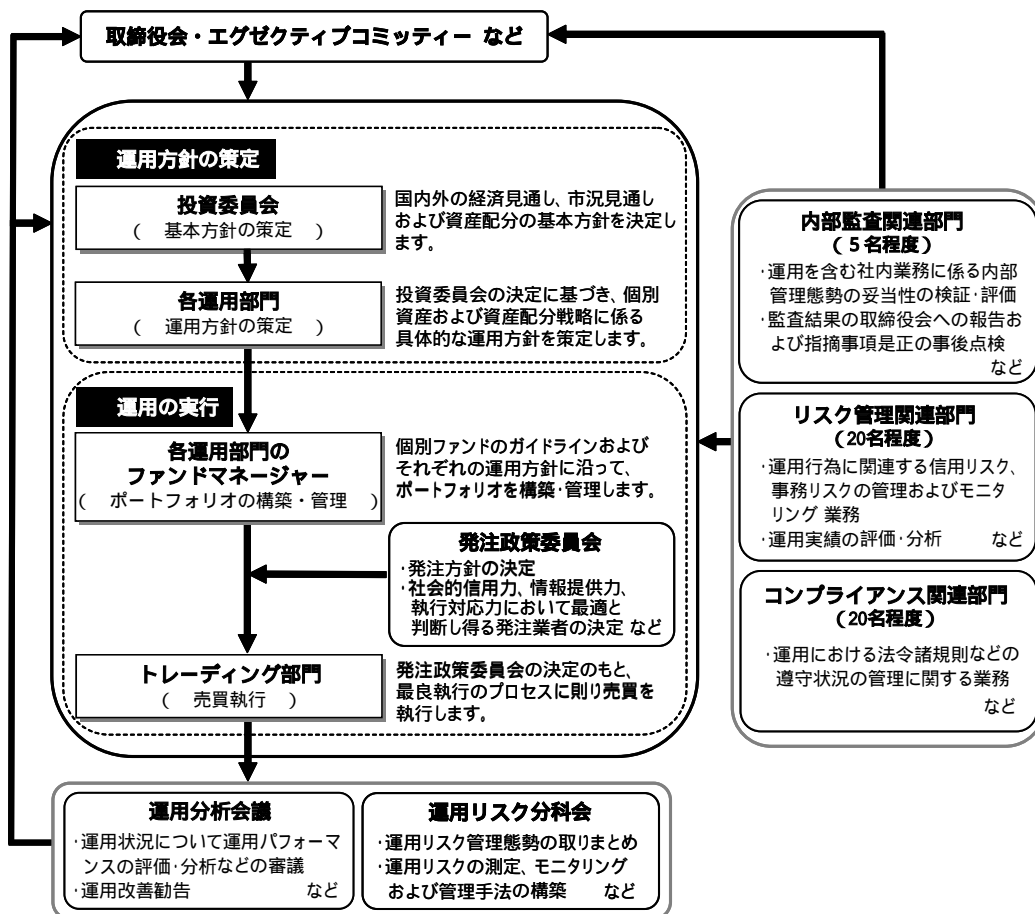 取締役会・エグゼクティブコミッティー など
運用方針の策定
投資委員会
( 基本方針の策定 )
国内外の経済見通し、市況見通し
および資産配分の基本方針を決定し
ます。
各運用部門
( 運用方針の策定 )
投資委員会の決定に基づき、個別
資産および資産配分戦略に係る
具体的な運用方針を策定します。
運用の実行
各運用部門の
ファンドマネージャー
( ポートフォリオの構築・管理 )
個別ファンドのガイドラインおよび
それぞれの運用方針に沿って、
ポートフォリオを構築・管理します。
発注政策委員会
・発注方針の決定
・社会的信用力、情報提供力、
執行対応力において最適と
判断し得る発注業者の決定 など
トレーディング部門
( 売買執行 )
発注政策委員会の決定のもと、
最良執行のプロセスに則り売買を
執行します。
運用分析会議
・運用状況について運用パフォーマ
ンスの評価・分析などの審議
・運用改善勧告 など
運用リスク分科会
・運用リスク管理態勢の取りまとめ
・運用リスクの測定、モニタリング
および管理手法の構築 など
内部監査関連部門
(5名程度)
・運用を含む社内業務に係る内部
管理態勢の妥当性の検証・評価
・監査結果の取締役会への報告お
よび指摘事項是正の事後点検
など
リスク管理関連部門
(20名程度)
・運用行為に関連する信用リスク、
事務リスクの管理およびモニタ
リング 業務
・運用実績の評価・分析 など
コンプライアンス関連部門
(20名程度)
・運用における法令諸規則などの
遵守状況の管理に関する業務
など